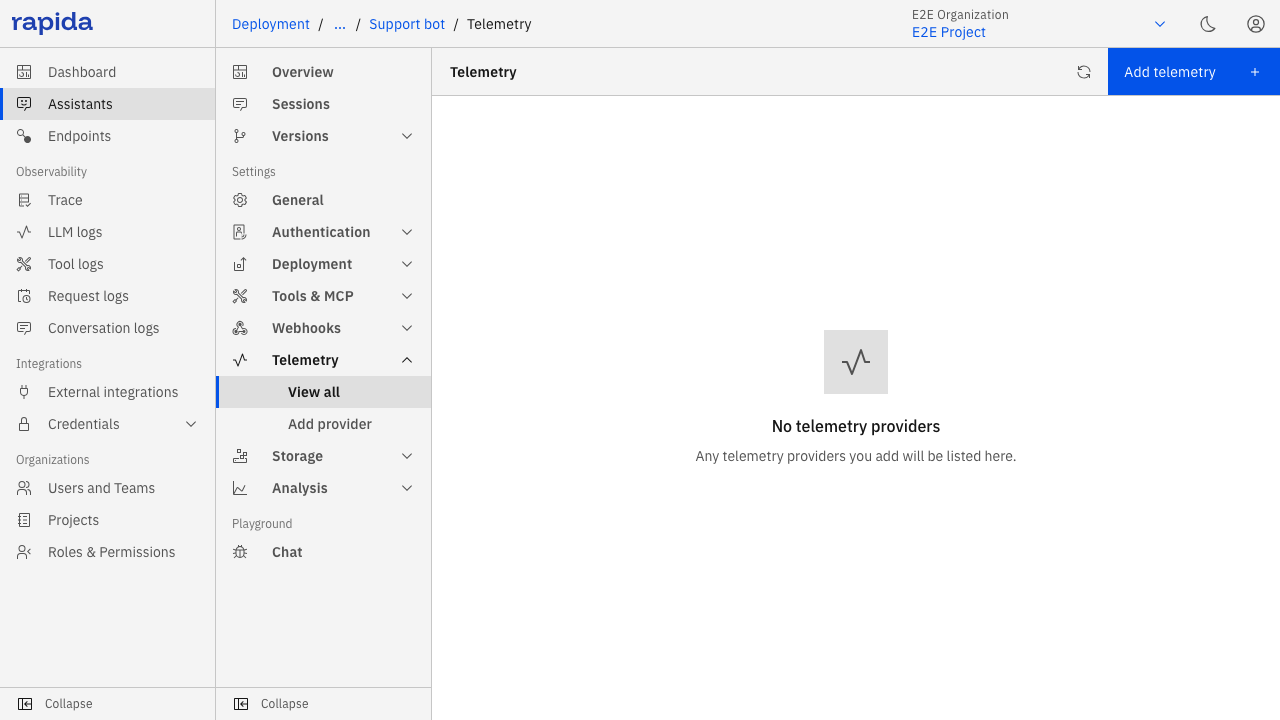 rapida
Deployment / ... / Support bot / Telemetry
E2E Organization
E2E Project
Dashboard
Assistants
Endpoints
Observability
Trace
LLM logs
Tool logs
Request logs
Conversation logs
Integrations
External integrations
Credentials
Organizations
Users and Teams
Projects
Roles & Permissions
Collapse
Overview
Sessions
Versions
Settings
General
Authentication
Deployment
Tools & MCP
Webhooks
Telemetry
View all
Add provider
Storage
Analysis
Playground
Chat
Collapse
Telemetry
Add telemetry
No telemetry providers
Any telemetry providers you add will be listed here.